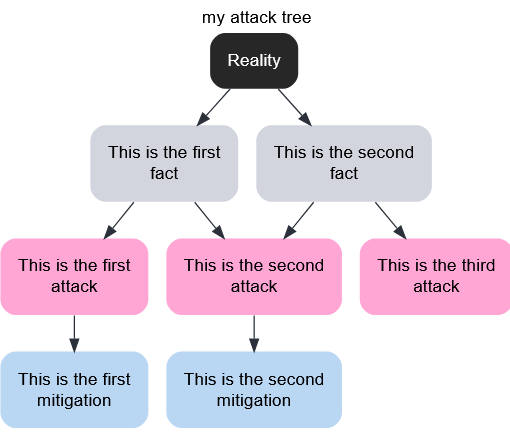 my attack tree
Reality
This is the first
fact
This is the second
fact
This is the first
attack
This is the second
attack
This is the third
attack
This is the first
mitigation
This is the second
mitigation